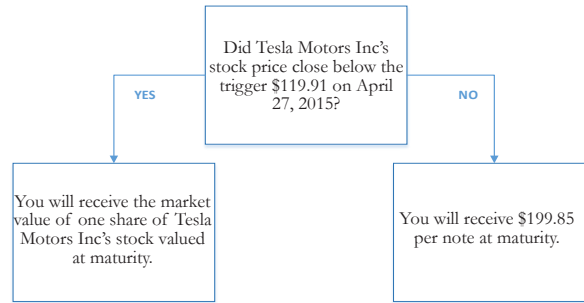 Did Tesla Motors Inc's
stock price close below the
trigger $119.91 on April
27, 2015?
YES
NO
You will receive the market
value of one share of Tesla
Motors Inc's stock valued
at maturity.
You will receive $199.85
per note at maturity.